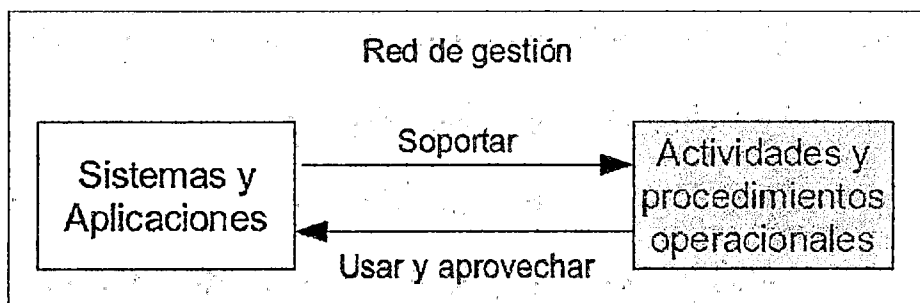 Red de gestión
Sistemas y
Aplicaciones
Soportar
Usar y aprovechar
Actividades y
procedimientos
operacionales